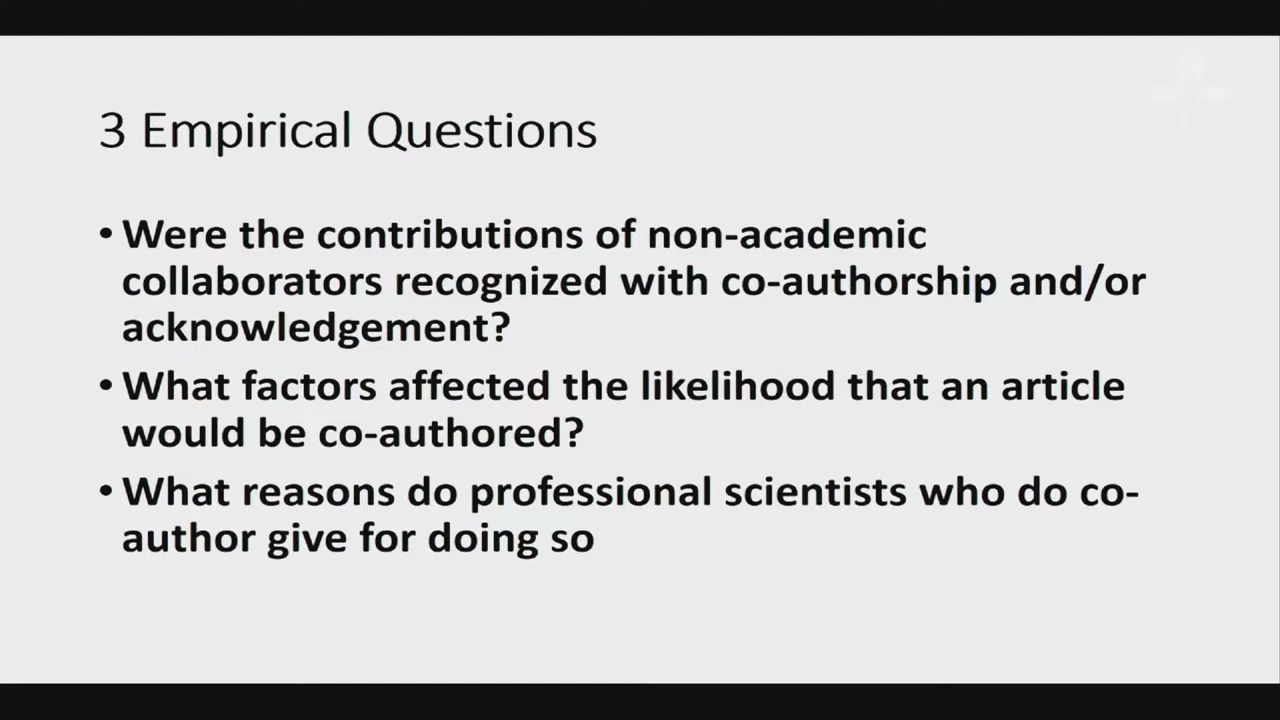 3 Empirical Questions
• Were the contributions of non-academic
collaborators recognized with co-authorship and/or
acknowledgement?
• What factors affected the likelihood that an article
would be co-authored?
• What reasons do professional scientists who do co-
author give for doing so